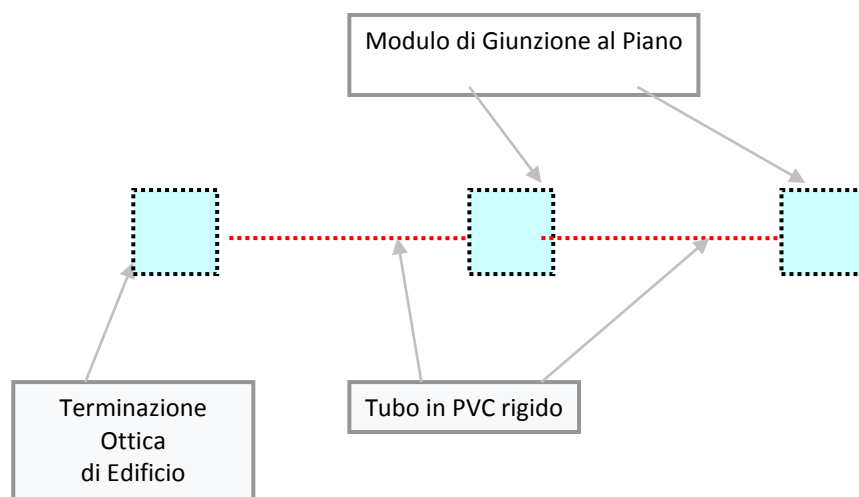 Modulo di Giunzione al Piano
Terminazione
Ottica
di Edificio
Tubo in PVC rigido